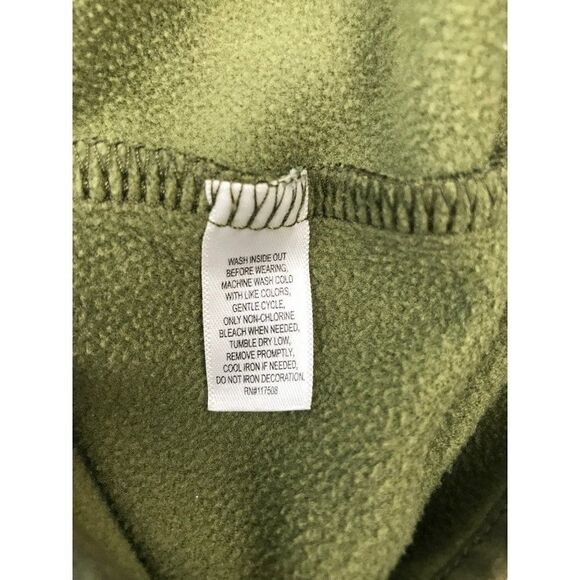 WASH INSIDE OUT
BEFORE WEARING,
MACHINE WASH COLD
WITH LIKE COLORS,
GENTLE CYCLE,
ONLY NON-CHLORINE
BLEACH WHEN NEEDED,
TUMBLE DRY LOW,
REMOVE PROMPTLY,
COOL IRON IF NEEDED,
DO NOT IRON DECORATION.
RN#117508